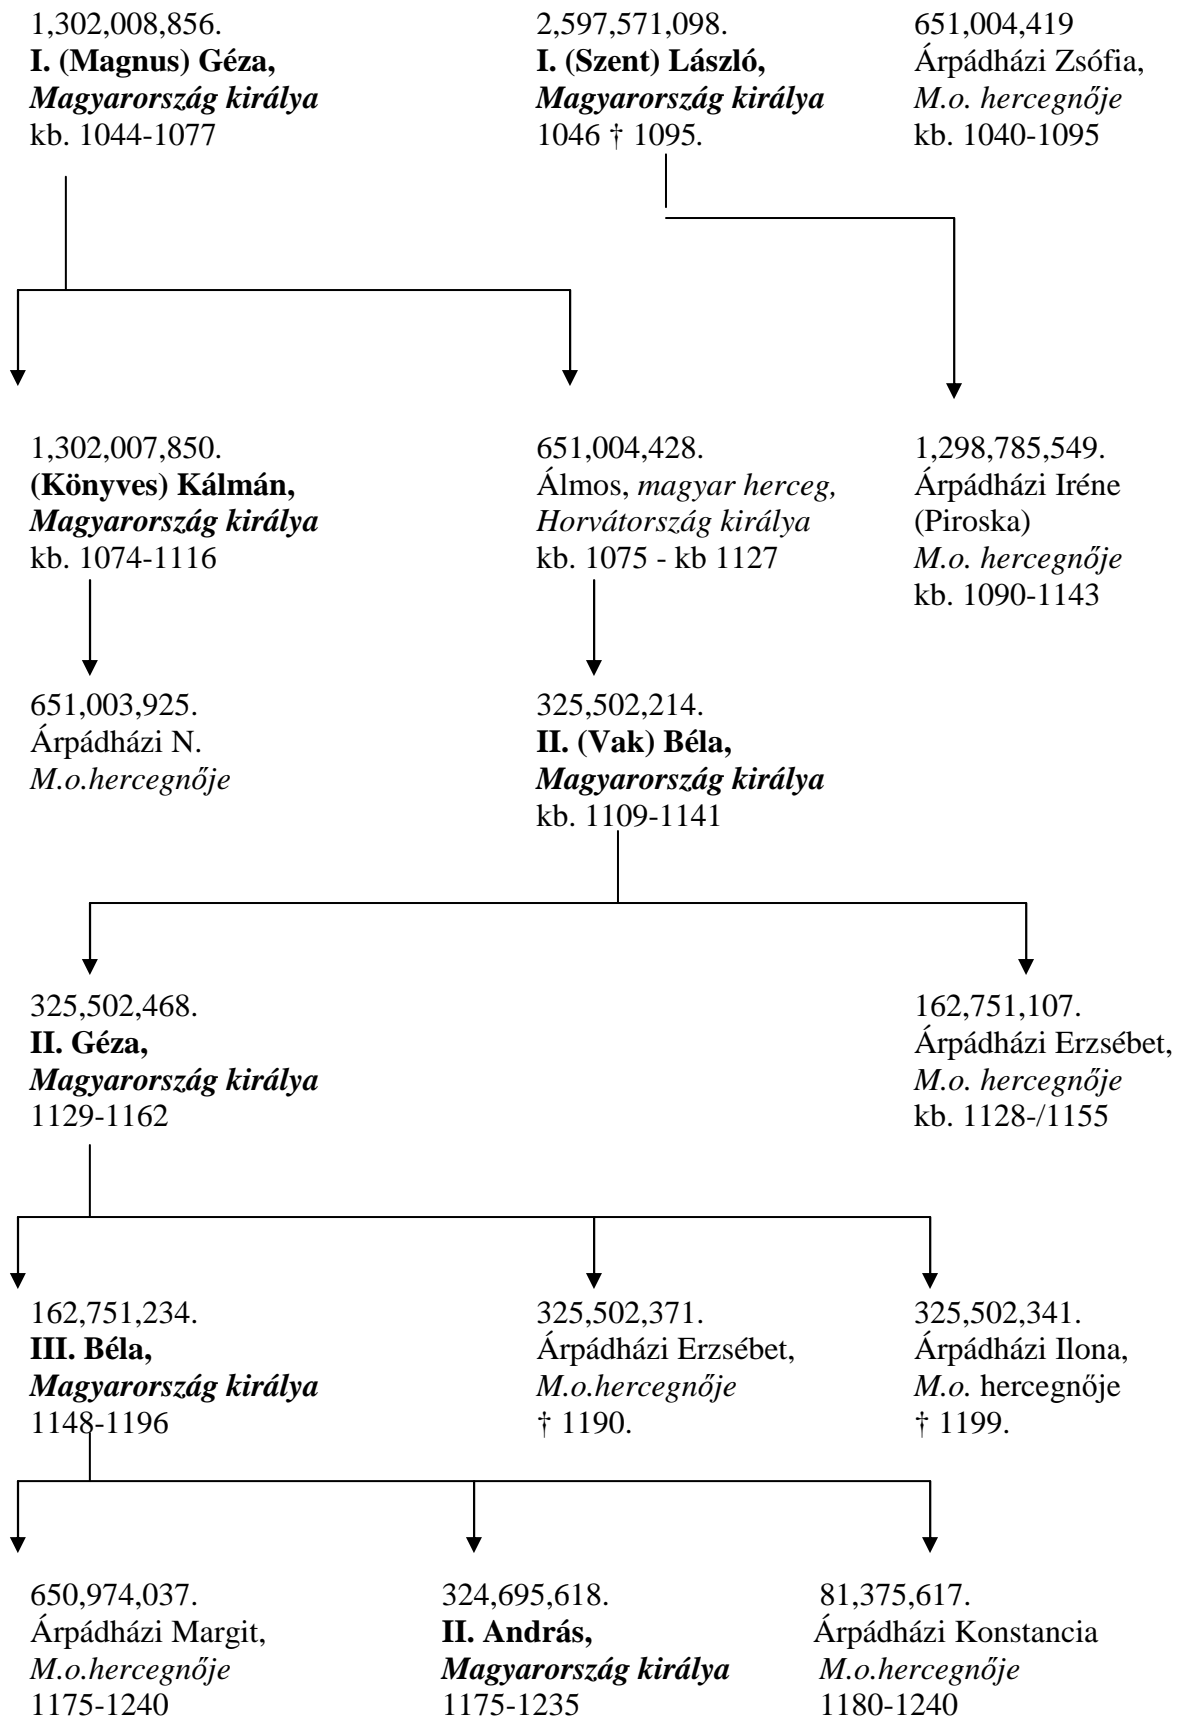 1,302,008,856.
I. (Magnus) Géza,
Magyarország királya
kb. 1044-1077
2,597,571,098.
I. (Szent) László,
Magyarország királya
1046 † 1095.
651,004,419
Árpádházi Zsófia,
M.o. hercegnője
kb. 1040-1095
1,302,007,850.
(Könyves) Kálmán,
Magyarország királya
kb. 1074-1116
651,004,428.
Álmos, magyar herceg,
Horvátország királya
kb. 1075 - kb 1127
1,298,785,549.
Árpádházi Iréne
(Piroska)
M.o. hercegnője
kb. 1090-1143
651,003,925.
Árpádházi N.
M.o.hercegnője
325,502,214.
II. (Vak) Béla,
Magyarország királya
kb. 1109-1141
325,502,468.
II. Géza,
Magyarország királya
1129-1162
162,751,107.
Árpádházi Erzsébet,
M.o. hercegnője
kb. 1128-/1155
162,751,234.
III. Béla,
Magyarország királya
1148-1196
325,502,371.
Árpádházi Erzsébet,
M.o.hercegnője
† 1190.
325,502,341.
Árpádházi Ilona,
M.o. hercegnője
† 1199.
650,974,037.
Árpádházi Margit,
M.o.hercegnője
1175-1240
324,695,618.
II. András,
Magyarország királya
1175-1235
81,375,617.
Árpádházi Konstancia
M.o.hercegnője
1180-1240